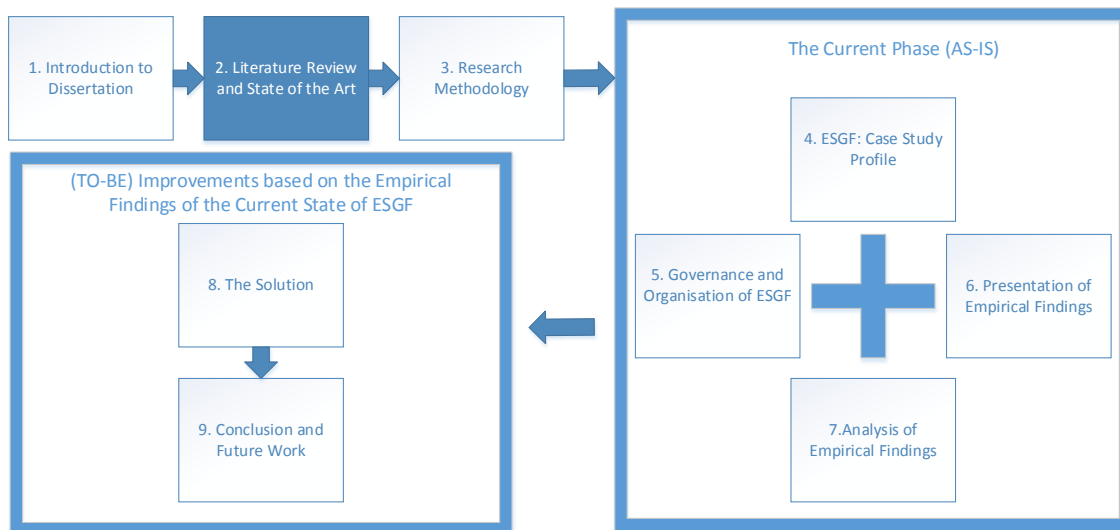 1. Introduction to
Dissertation
2. Literature Review
and State of the Art
3. Research
Methodology
The Current Phase (AS-IS)
4. ESGF: Case Study
Profile
5. Governance and
Organisation of ESGF
6. Presentation of
Empirical Findings
7.Analysis of
Empirical Findings
(TO-BE) Improvements based on the Empirical
Findings of the Current State of ESGF
8. The Solution
9. Conclusion and
Future Work